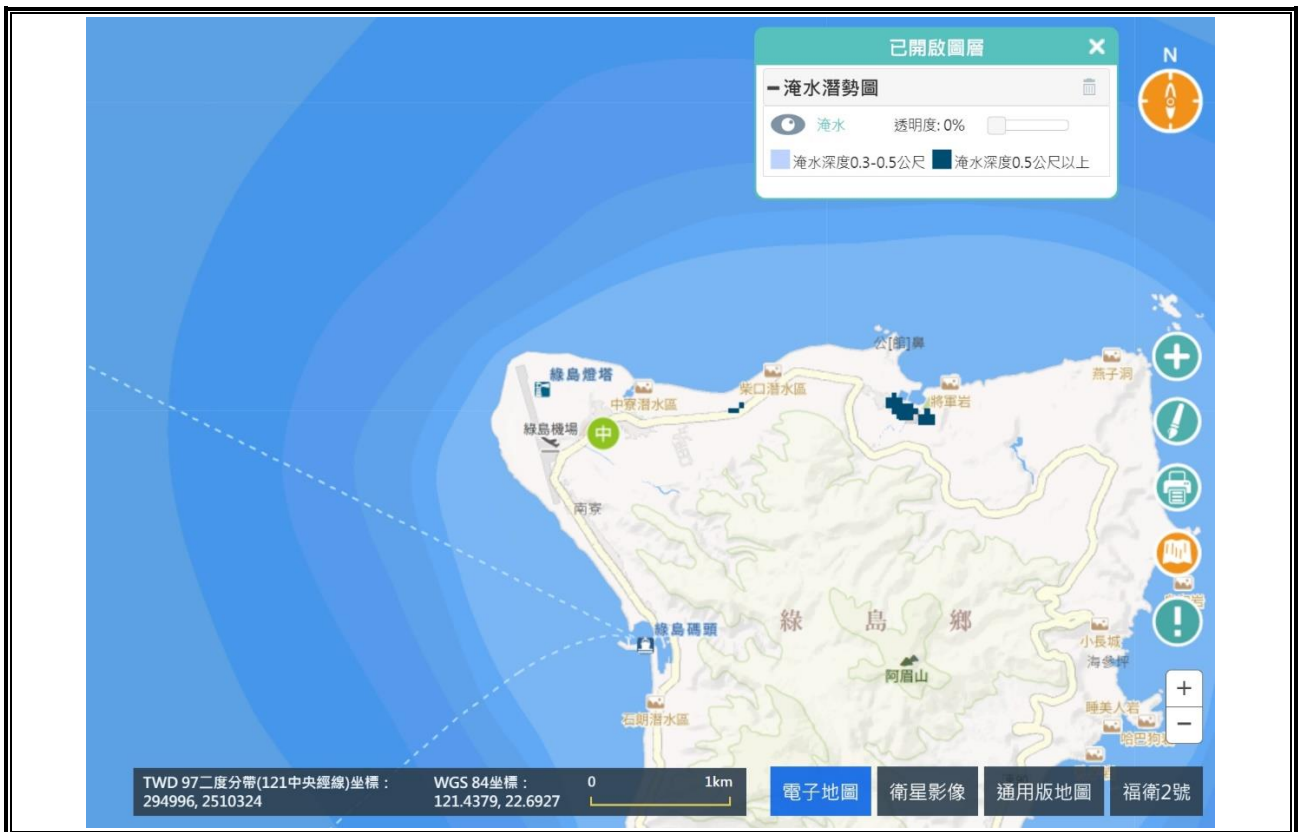 已開啟圖層
N
淹水潛勢圖
淹水 透明度: 0%
淹水深度0.3-0.5公尺 淹水深度0.5公尺以上
公[館]鼻
燕子洞
綠島燈塔
柴口潛水區
中寮潛水區
將軍岩
綠島機場
中
南寮
綠島鄉
綠島碼頭
小長城
海參坪
阿眉山
睡美人岩
石朗潛水區
哈巴狗
TWD 97二度分帶(121中央經線)坐標：
294996, 2510324
WGS 84坐標：
121.4379, 22.6927
0 1km
電子地圖 衛星影像 通用版地圖 福衛2號